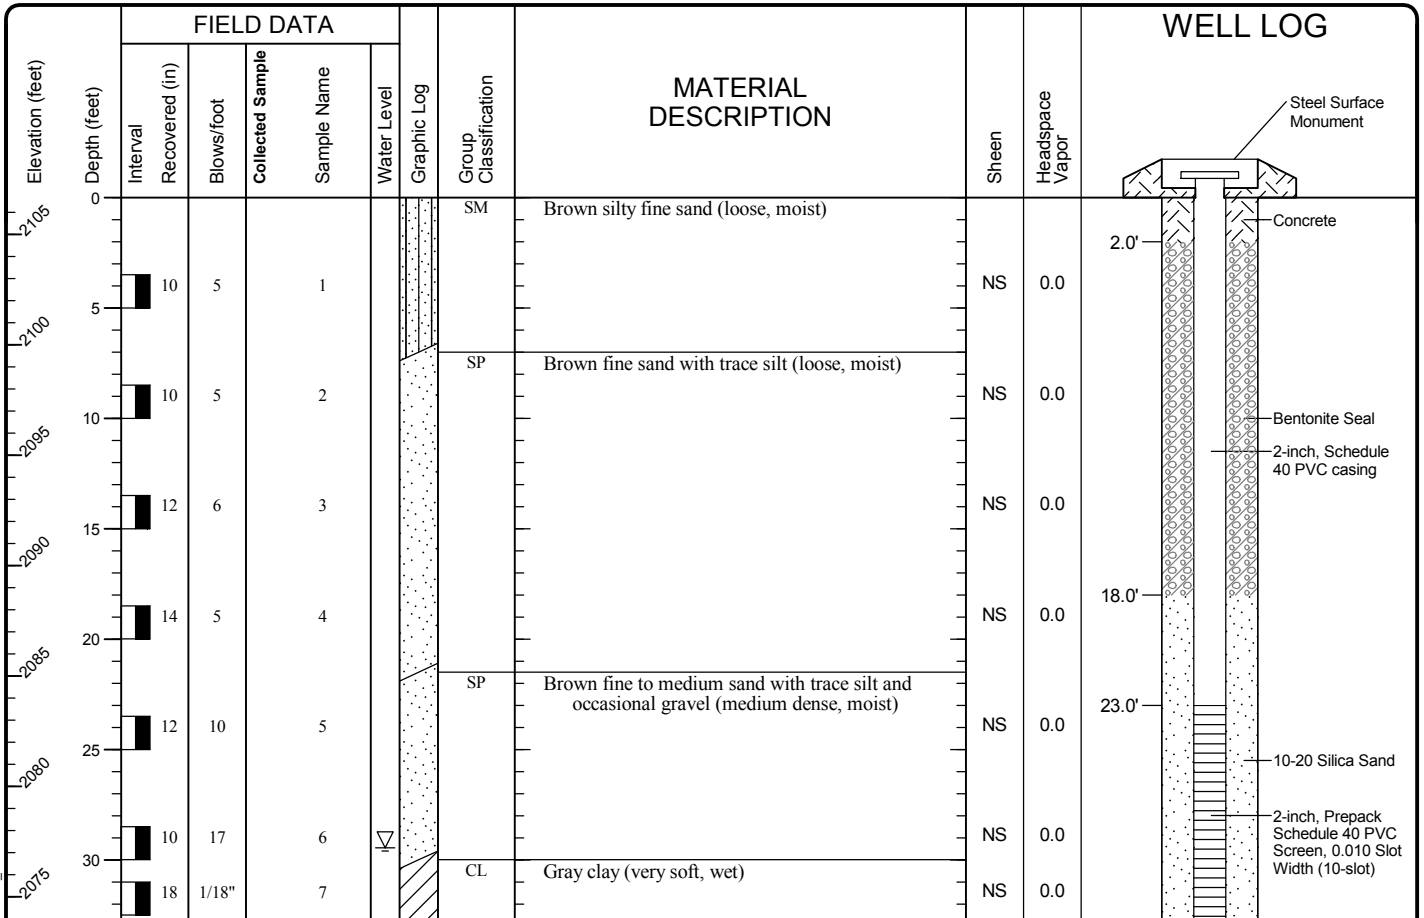 FIELD DATA
WELL LOG
Elevation (feet)
Depth (feet)
Interval
Recovered (in)
Blows/foot
Collected Sample
Sample Name
Water Level
Graphic Log
Group
Classification
MATERIAL
DESCRIPTION
Sheen
Headspace
Vapor
Steel Surface
Monument
0
SM
Brown silty fine sand (loose, moist)
2105
Concrete
2.0'
10
5
1
NS
0.0
5
2100
SP
Brown fine sand with trace silt (loose, moist)
10
5
2
NS
0.0
10
Bentonite Seal
2095
2-inch, Schedule
40 PVC casing
12
6
3
NS
0.0
15
2090
18.0'
14
5
4
NS
0.0
20
2085
SP
Brown fine to medium sand with trace silt and
occasional gravel (medium dense, moist)
23.0'
12
10
5
NS
0.0
25
10-20 Silica Sand
2080
2-inch, Prepack
Schedule 40 PVC
Screen, 0.010 Slot
Width (10-slot)
10
17
6
NS
0.0
30
CL
Gray clay (very soft, wet)
2075
18
1/18"
7
NS
0.0